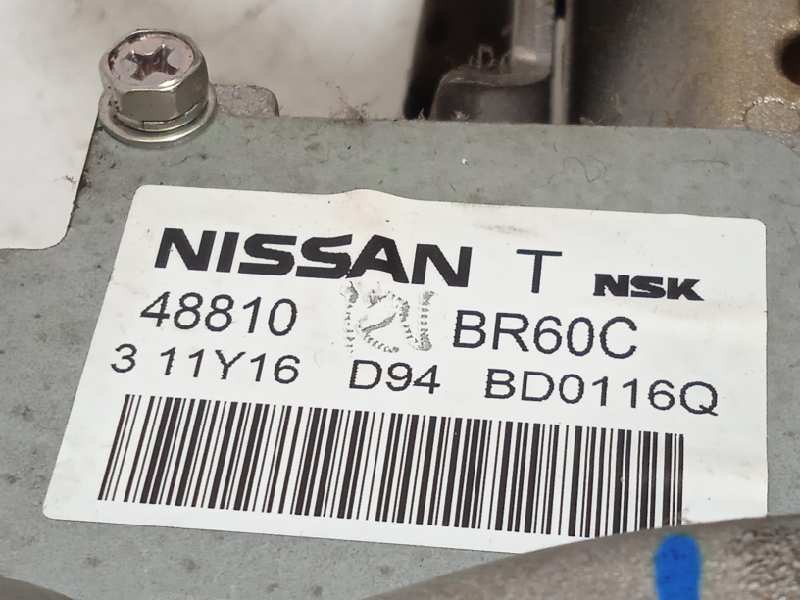 NISSAN T NSK
48810 BR60C
3 11Y16 D94 BD0116Q